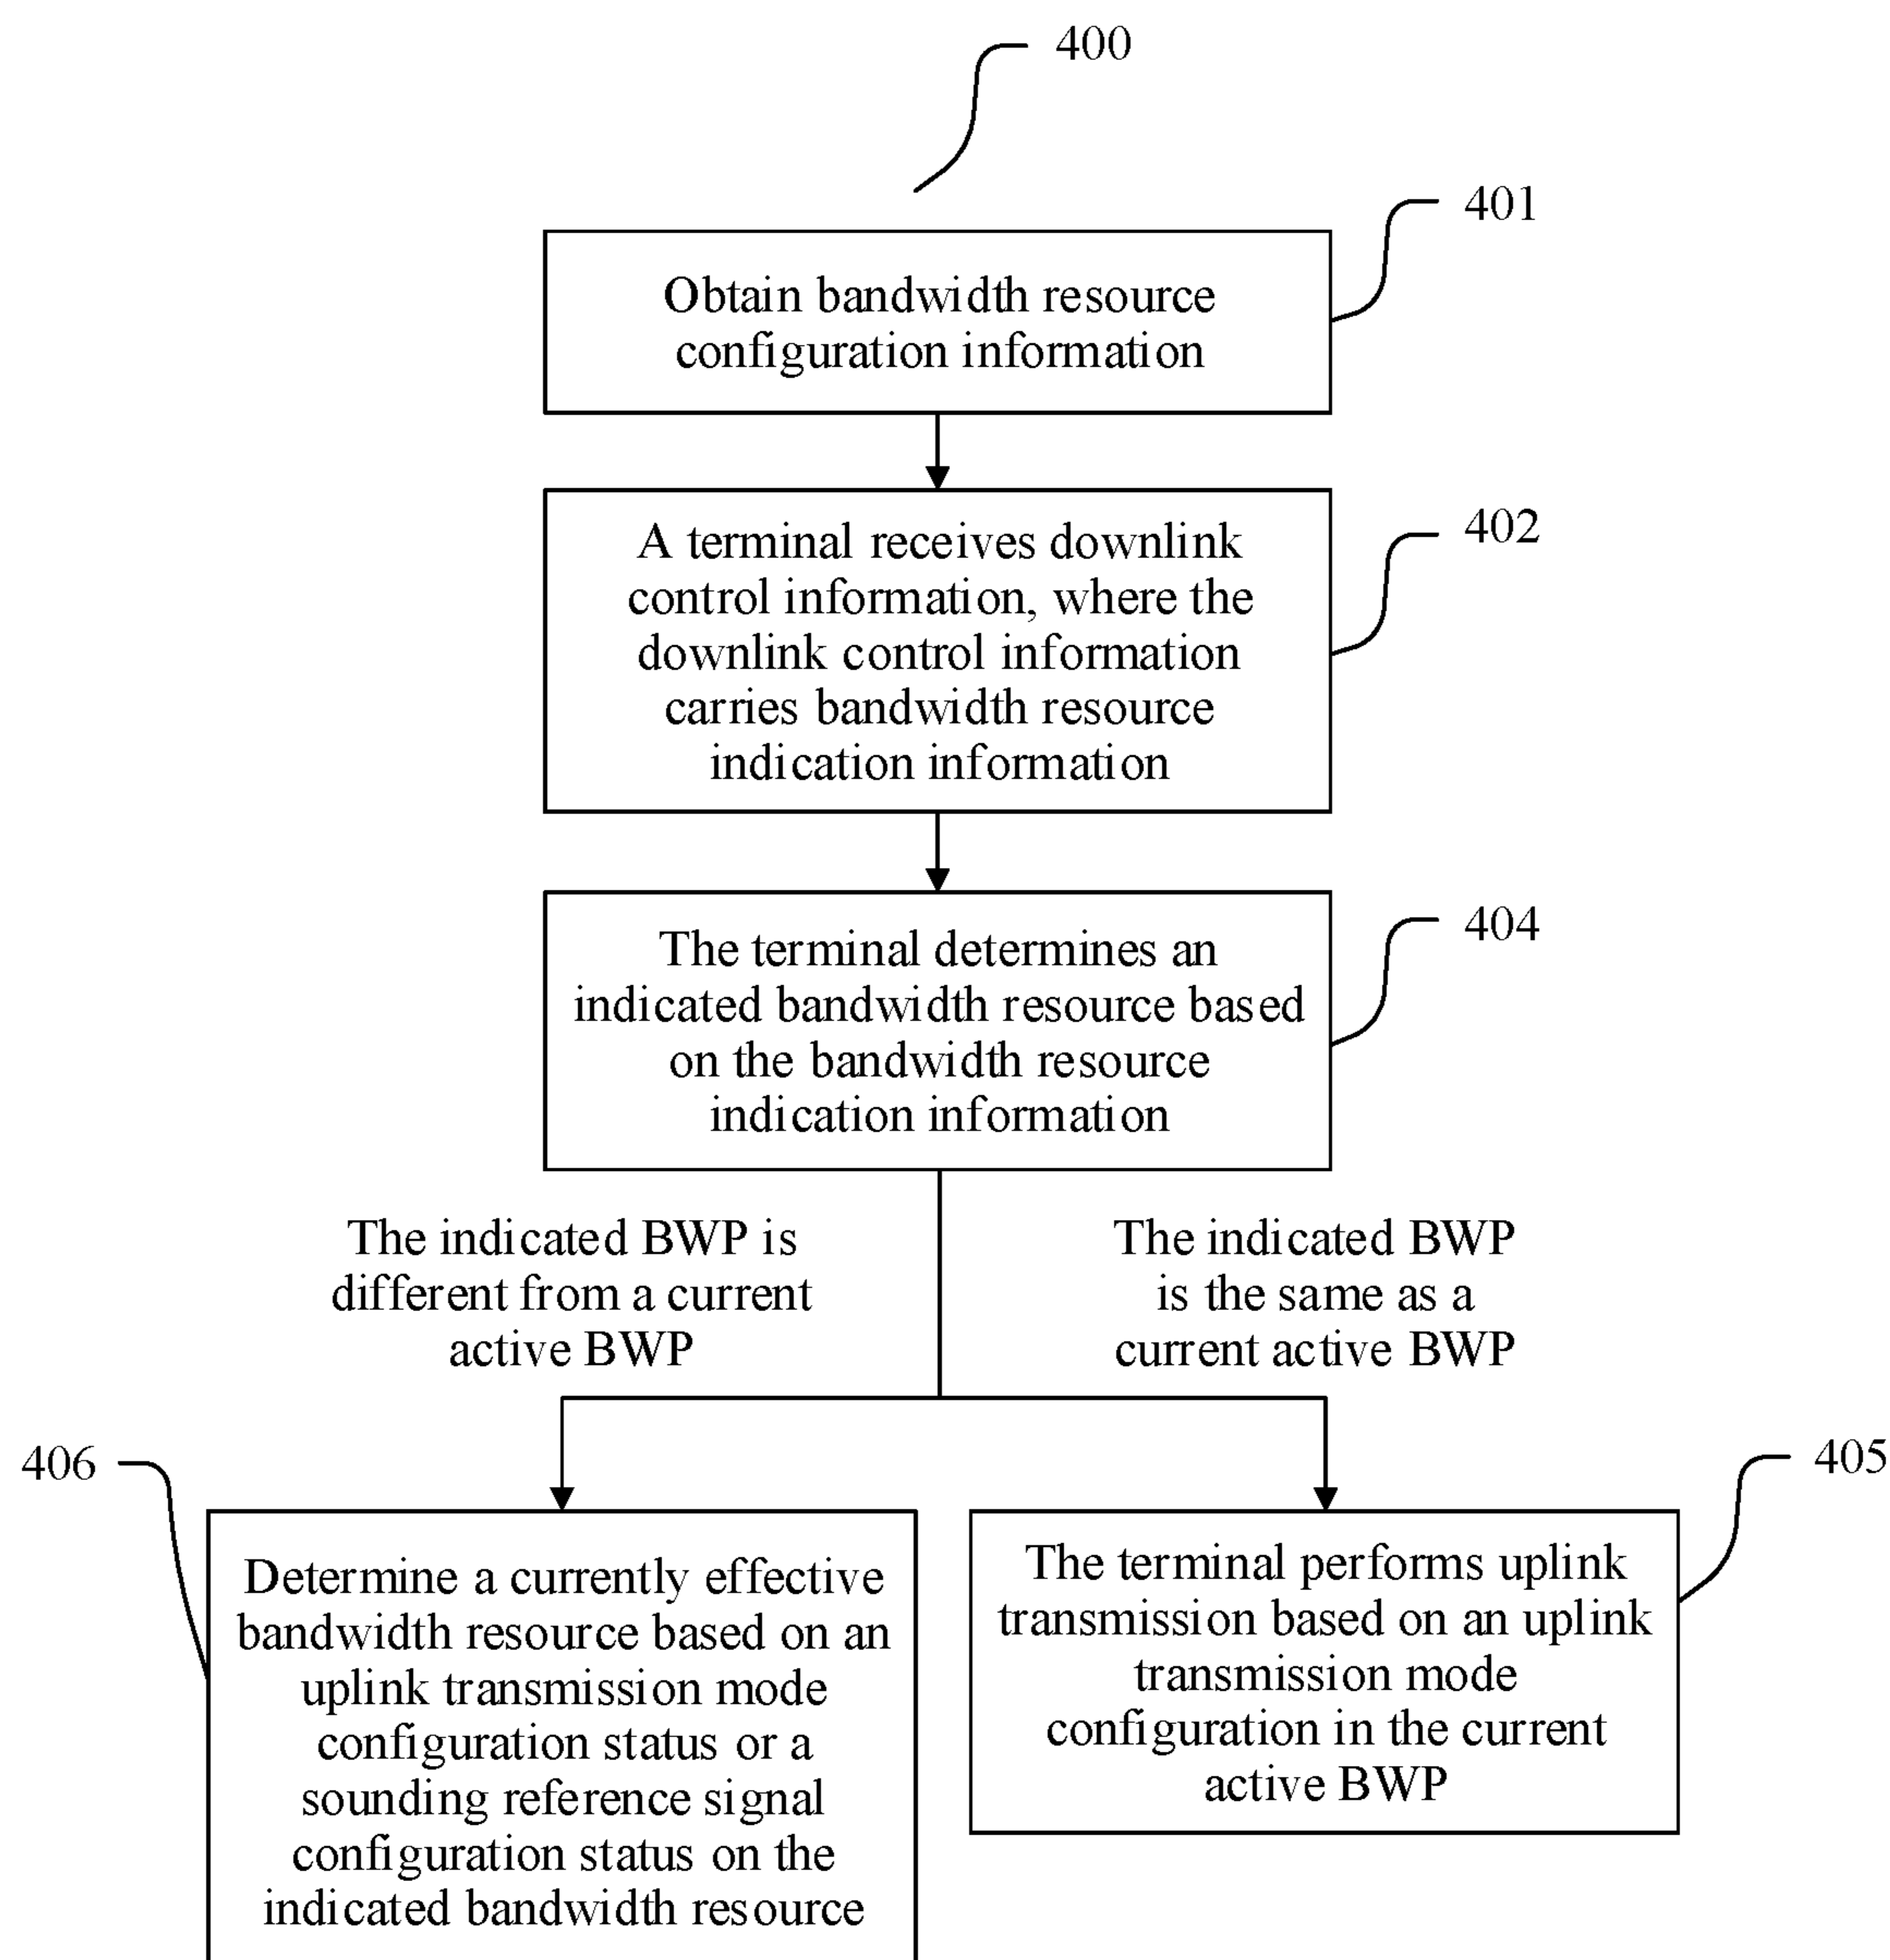 400
401
Obtain bandwidth resource
configuration information
402
A terminal receives downlink
control information, where the
downlink control information
carries bandwidth resource
indication information
404
The terminal determines an
indicated bandwidth resource based
on the bandwidth resource
indication information
The indicated BWP is
different from a current
active BWP
The indicated BWP
is the same as a
current active BWP
406
Determine a currently effective
bandwidth resource based on an
uplink transmission mode
configuration status or a
sounding reference signal
configuration status on the
indicated bandwidth resource
405
The terminal performs uplink
transmission based on an uplink
transmission mode
configuration in the current
active BWP